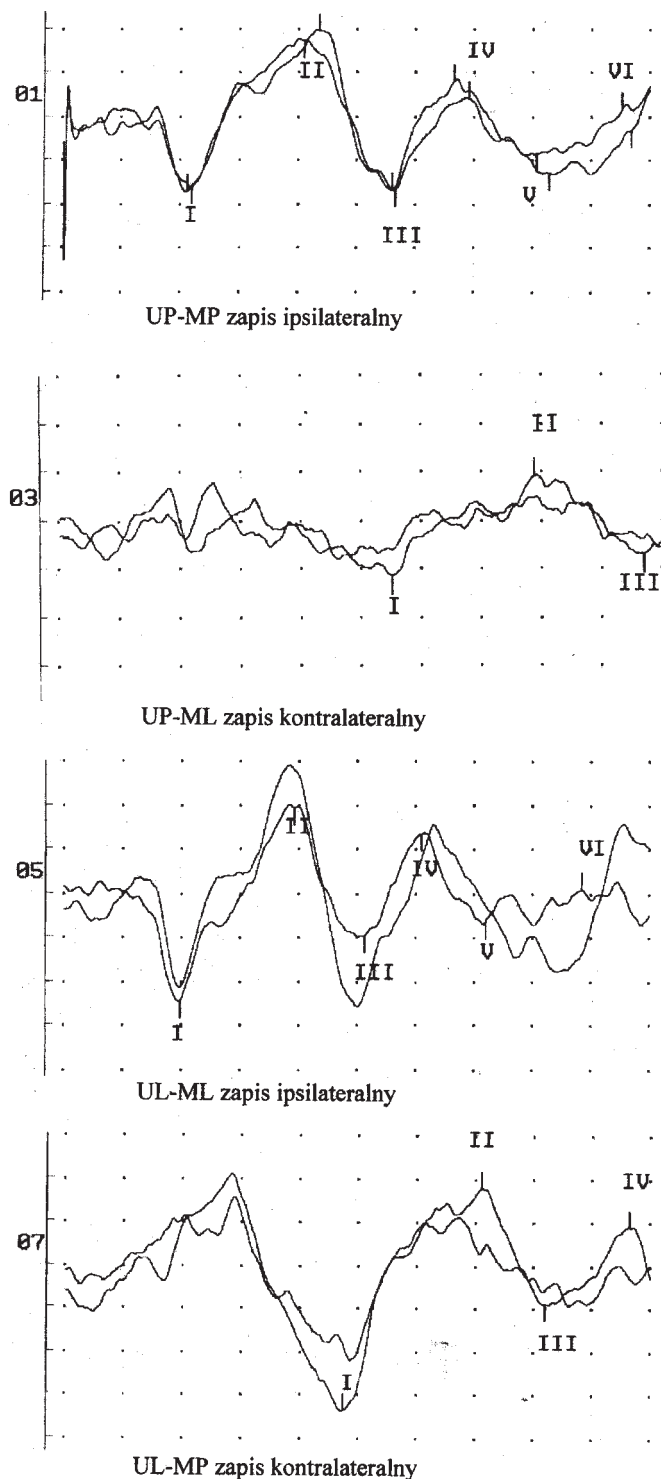 IV
VI
II
01
I
V
III
UP-MP zapis ipsilateralny
II
03
I
III
UP-ML zapis kontralateralny
II
IV
VI
05
V
III
I
UL-ML zapis ipsilateralny
II
IV
07
III
I
UL-MP zapis kontralateralny